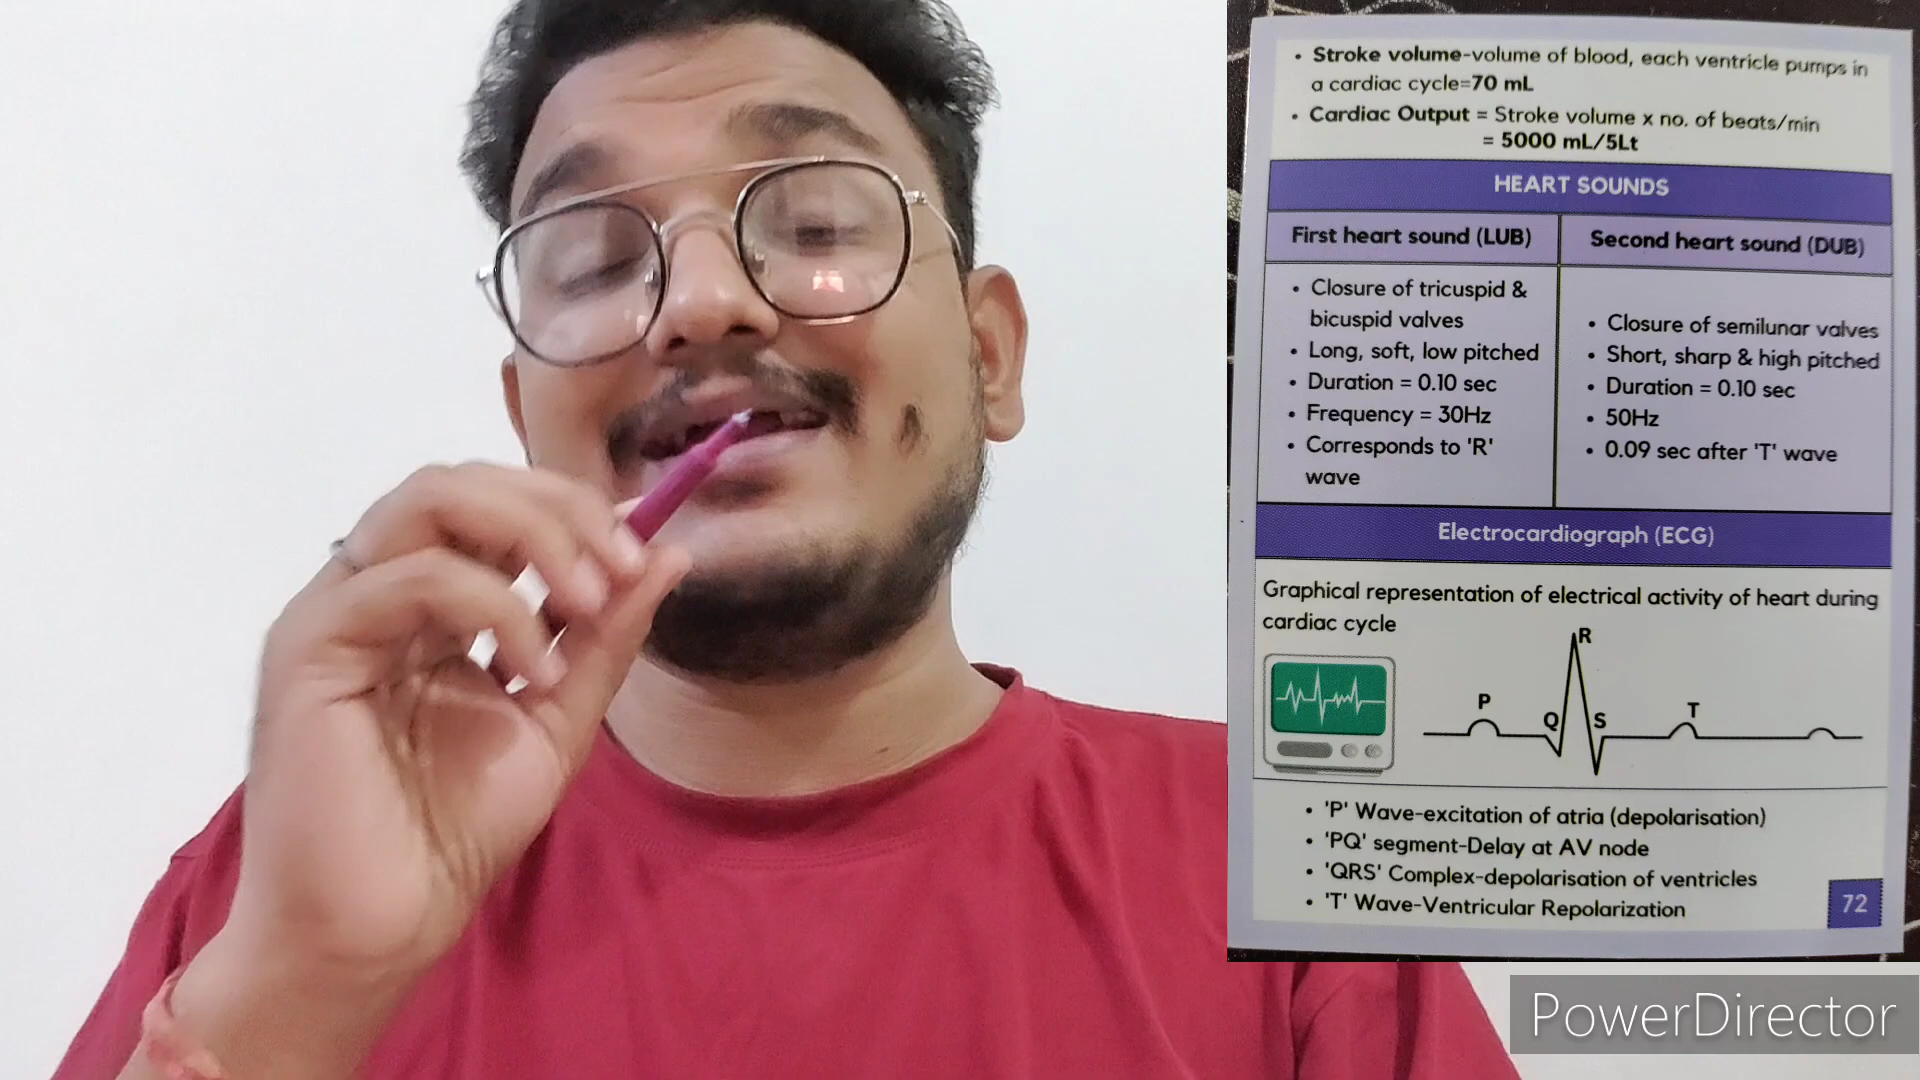 • Stroke volume-volume of blood, each ventricle pumps in
a cardiac cycle=70 mL
• Cardiac Output = Stroke volume x no. of beats/min
= 5000 mL/5Lt
HEART SOUNDS
First heart sound (LUB)
• Closure of tricuspid &
bicuspid valves
• Long, soft, low pitched
• Duration = 0.10 sec
• Frequency = 30Hz
• Corresponds to 'R'
wave
Second heart sound (DUB)
• Closure of semilunar valves
• Short, sharp & high pitched
• Duration = 0.10 sec
• 50Hz
• 0.09 sec after 'T' wave
Electrocardiograph (ECG)
Graphical representation of electrical activity of heart during
cardiac cycle
P
Q
R
S
T
• 'P' Wave-excitation of atria (depolarisation)
• 'PQ' segment-Delay at AV node
• 'QRS' Complex-depolarisation of ventricles
• 'T' Wave-Ventricular Repolarization
72
PowerDirector